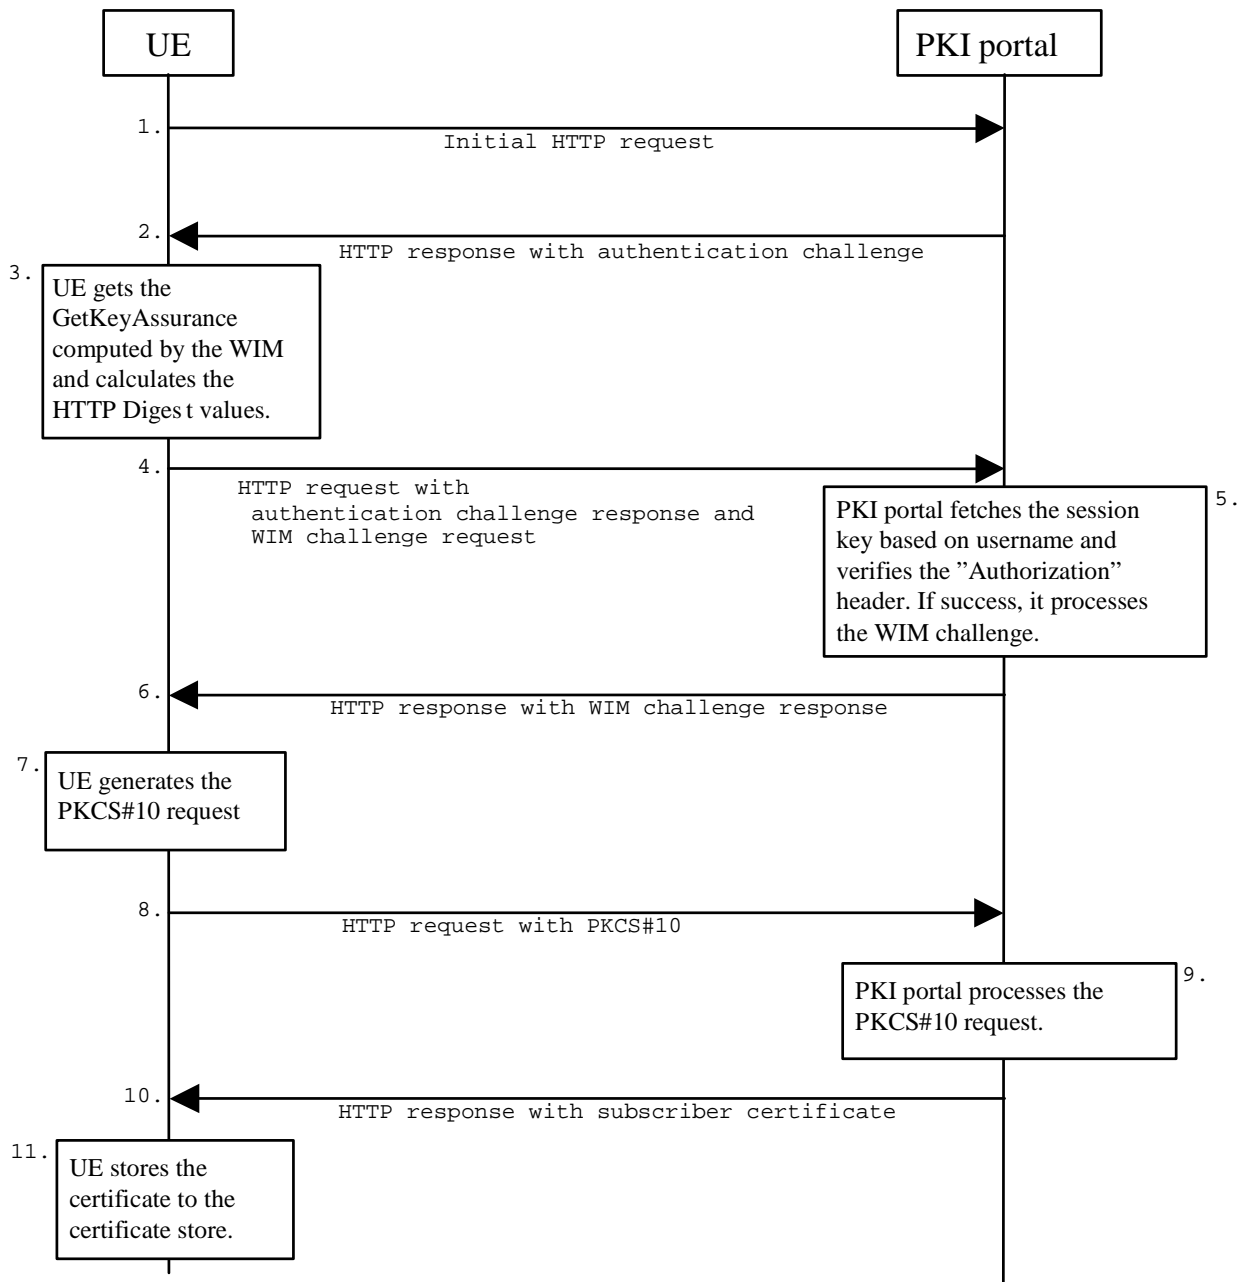 UE
PKI portal
1.
Initial HTTP request
2.
HTTP response with authentication challenge
3.
UE gets the
GetKeyAssurance
computed by the WIM
and calculates the
HTTP Digest values.
4.
HTTP request with
authentication challenge response and
WIM challenge request
5.
PKI portal fetches the session
key based on username and
verifies the ”Authorization”
header. If success, it processes
the WIM challenge.
6.
HTTP response with WIM challenge response
7.
UE generates the
PKCS#10 request
8.
HTTP request with PKCS#10
9.
PKI portal processes the
PKCS#10 request.
10.
HTTP response with subscriber certificate
11.
UE stores the
certificate to the
certificate store.